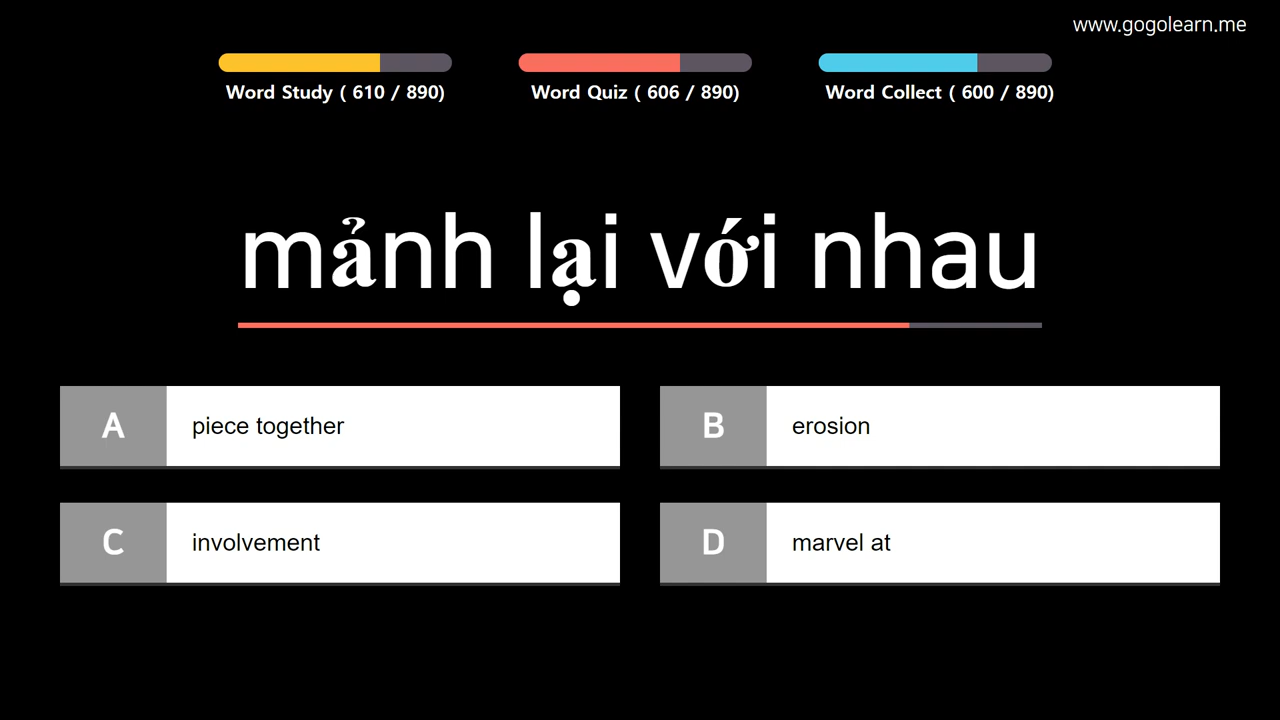 www.gogolearn.me
Word Study ( 610 / 890)
Word Quiz ( 606 / 890)
Word Collect ( 600 / 890)
mảnh lại với nhau
A piece together
B erosion
C involvement
D marvel at